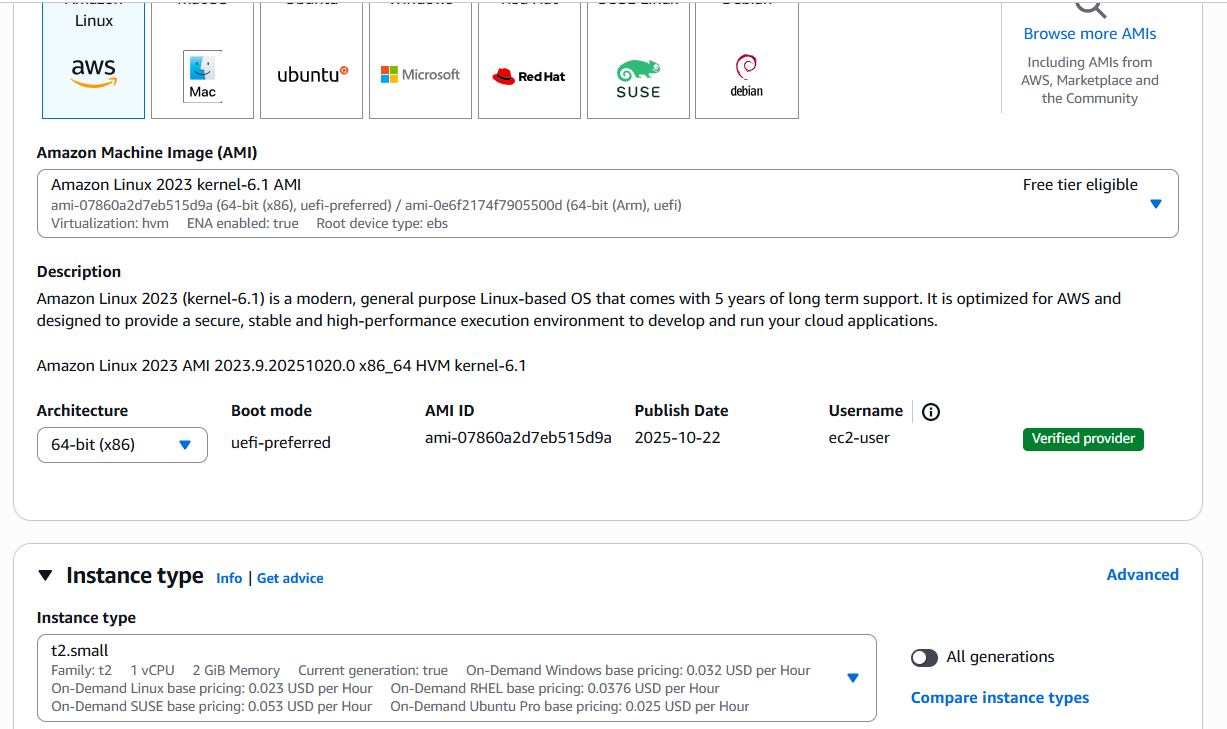 Linux
aws
Mac
ubuntu
Microsoft
Red Hat
SUSE
debian
Browse more AMIs
Including AMIs from
AWS, Marketplace and
the Community
Amazon Machine Image (AMI)
Amazon Linux 2023 kernel-6.1 AMI
Free tier eligible
ami-07860a2d7eb515d9a (64-bit (x86), uefi-preferred) / ami-0e6f2174f7905500d (64-bit (Arm), uefi)
Virtualization: hvm ENA enabled: true Root device type: ebs
Description
Amazon Linux 2023 (kernel-6.1) is a modern, general purpose Linux-based OS that comes with 5 years of long term support. It is optimized for AWS and
designed to provide a secure, stable and high-performance execution environment to develop and run your cloud applications.
Amazon Linux 2023 AMI 2023.9.20251020.0 x86_64 HVM kernel-6.1
Architecture Boot mode AMI ID Publish Date Username
64-bit (x86) uefi-preferred ami-07860a2d7eb515d9a 2025-10-22 ec2-user Verified provider
Instance type Info | Get advice
Advanced
Instance type
t2.small
Family: t2 1 vCPU 2 GiB Memory Current generation: true On-Demand Windows base pricing: 0.032 USD per Hour
On-Demand Linux base pricing: 0.023 USD per Hour On-Demand RHEL base pricing: 0.0376 USD per Hour
On-Demand SUSE base pricing: 0.053 USD per Hour On-Demand Ubuntu Pro base pricing: 0.025 USD per Hour
All generations
Compare instance types